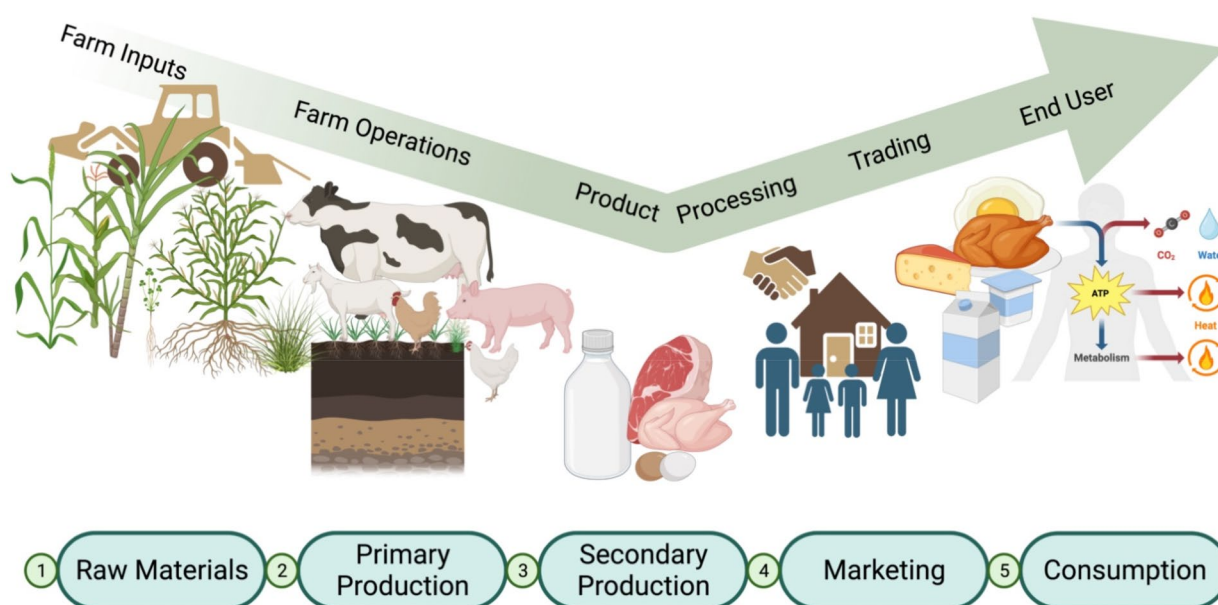 Farm Inputs
Farm Operations
Product Processing
Trading
End User
CO₂
Wate
ATP
Heat
Metabolism
1 Raw Materials
2 Primary
Production
3 Secondary
Production
4 Marketing
5 Consumption